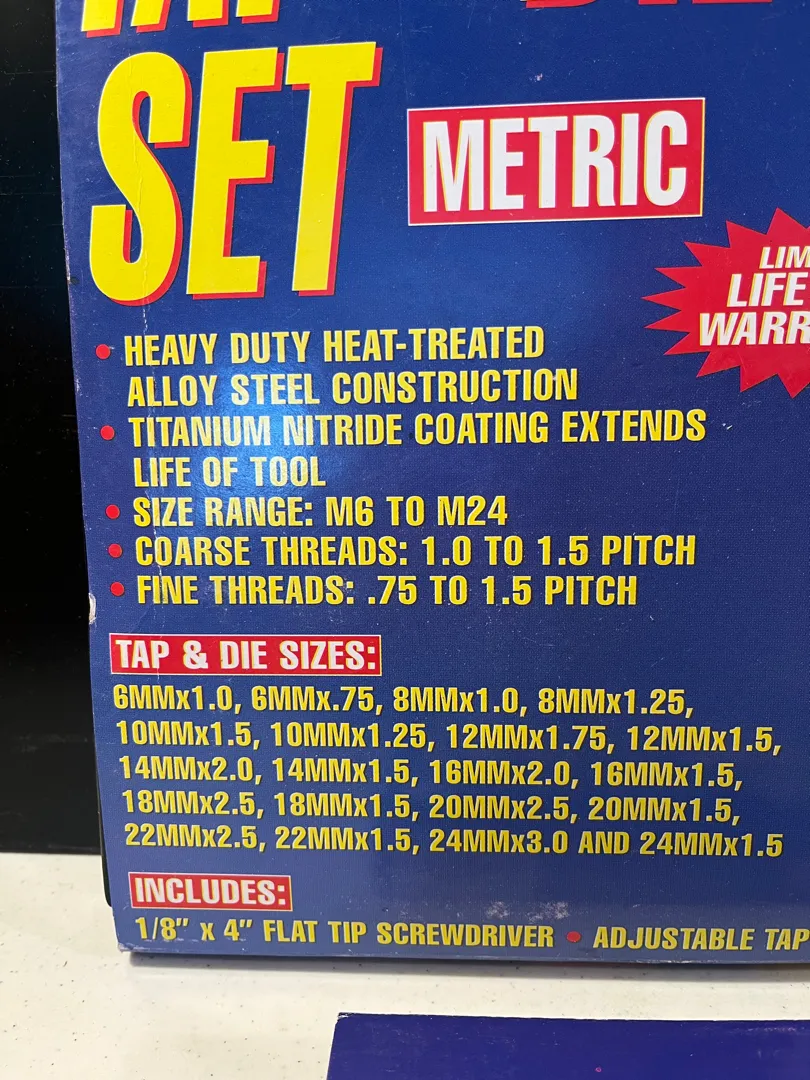 SET
METRIC
LIFE
• HEAVY DUTY HEAT-TREATED
ALLOY STEEL CONSTRUCTION
• TITANIUM NITRIDE COATING EXTENDS
LIFE OF TOOL
• SIZE RANGE: M6 TO M24
• COARSE THREADS: 1.0 TO 1.5 PITCH
• FINE THREADS: .75 TO 1.5 PITCH
TAP & DIE SIZES:
6MMx1.0, 6MMx.75, 8MMx1.0, 8MMx1.25,
10MMx1.5, 10MMx1.25, 12MMx1.75, 12MMx1.5,
14MMx2.0, 14MMx1.5, 16MMx2.0, 16MMx1.5,
18MMx2.5, 18MMx1.5, 20MMx2.5, 20MMx1.5,
22MMx2.5, 22MMx1.5, 24MMx3.0 AND 24MMx1.5
INCLUDES:
1/8" x 4" FLAT TIP SCREWDRIVER • ADJUSTABLE TAP